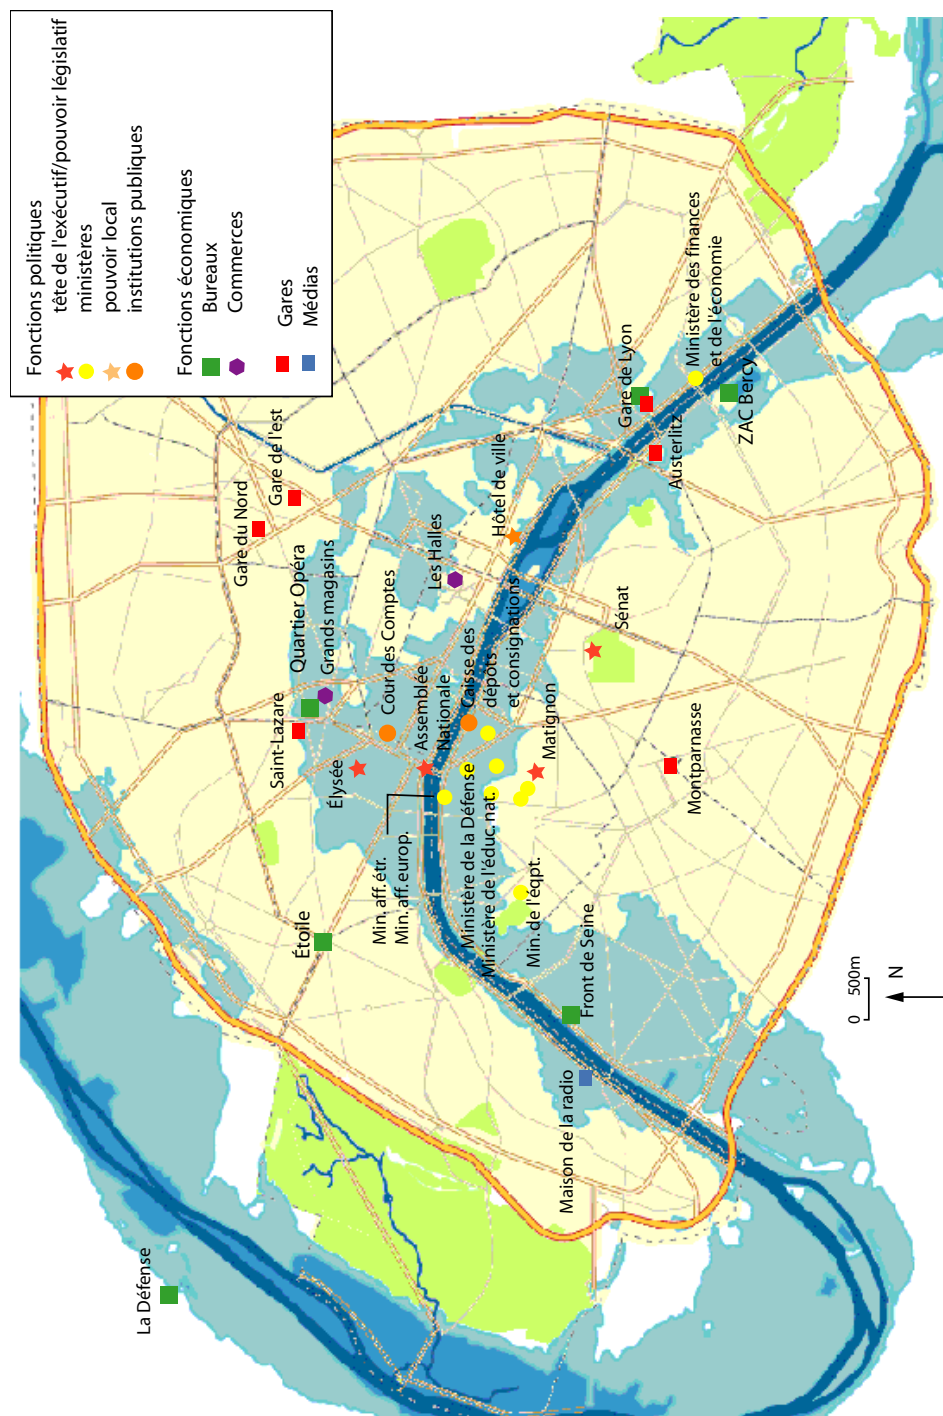 Fonctions politiques
tête de l'exécutif/pouvoir législatif
ministères
pouvoir local
institutions publiques
Fonctions économiques
Bureaux
Commerces
Gares
Médias
La Défense
Étoile
Saint-Lazare
Quartier Opéra
Grands magasins
Gare du Nord
Gare de l'est
Élysée
Cour des Comptes
Les Halles
Assemblée
Nationale
Caisse des
dépôts
et consignations
Hôtel de ville
Min. aff. étr.
Min. aff. europ.
Ministère de la Défense
Ministère de l'éduc. nat.
Min. de l'éqpt.
Matignon
Sénat
Gare de Lyon
Ministère des finances
et de l'économie
Austerlitz
ZAC Bercy
Montparnasse
Front de Seine
Maison de la radio
0 500m
N